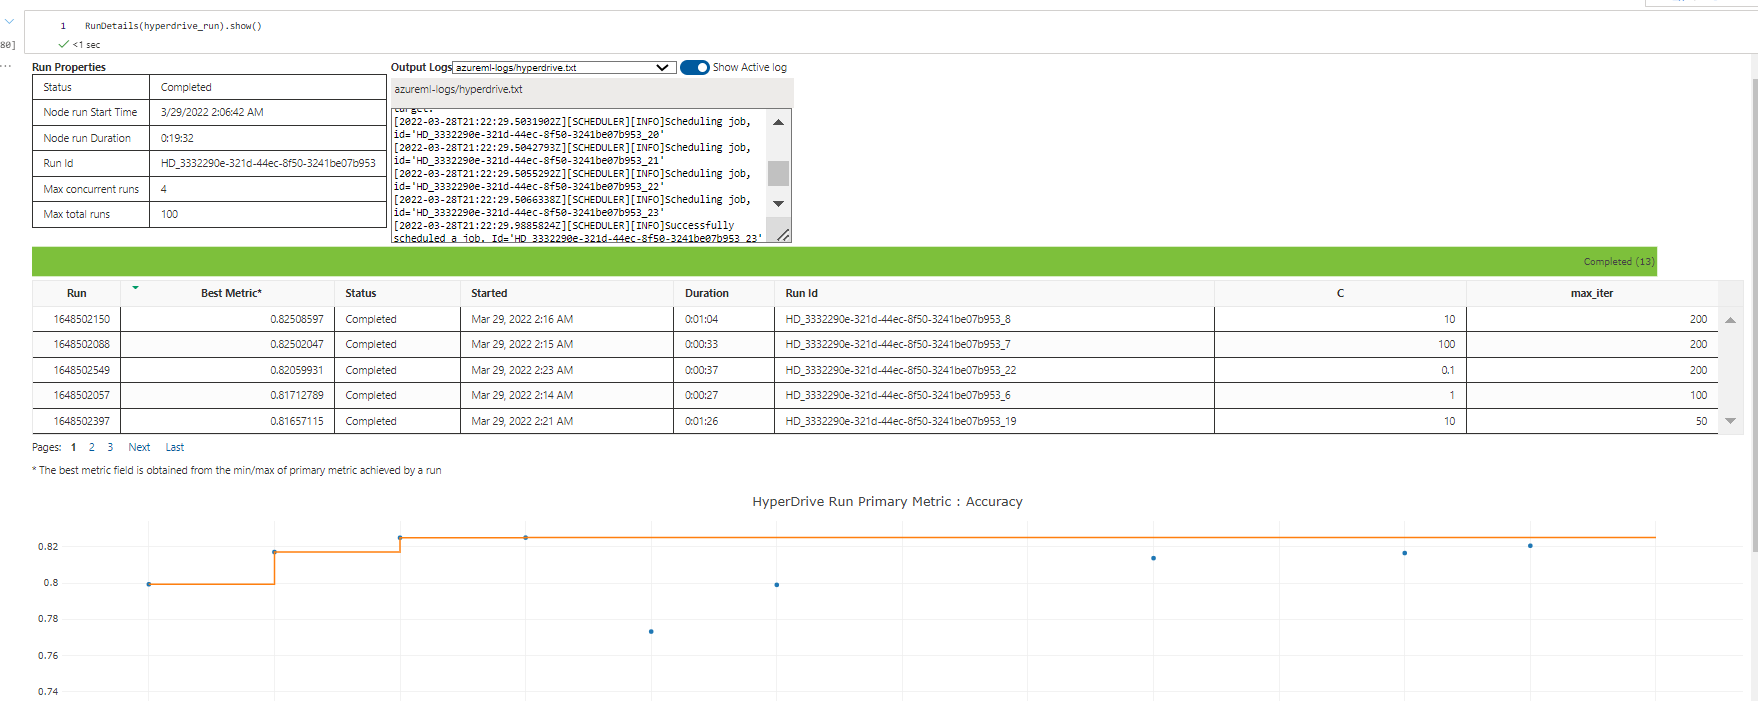 1 RunDetails(hyperdrive_run).show()
80]
<1 sec
Run Properties
Status Completed
Node run Start Time 3/29/2022 2:06:42 AM
Node run Duration 0:19:32
Run Id HD_3332290e-321d-44ec-8f50-3241be07b953
Max concurrent runs 4
Max total runs 100
Output Logs azureml-logs/hyperdrive.txt Show Active log
azureml-logs/hyperdrive.txt
target.
[2022-03-28T21:22:29.5031902Z][SCHEDULER][INFO]Scheduling job,
id='HD_3332290e-321d-44ec-8f50-3241be07b953_20'
[2022-03-28T21:22:29.5042793Z][SCHEDULER][INFO]Scheduling job,
id='HD_3332290e-321d-44ec-8f50-3241be07b953_21'
[2022-03-28T21:22:29.5055292Z][SCHEDULER][INFO]Scheduling job,
id='HD_3332290e-321d-44ec-8f50-3241be07b953_22'
[2022-03-28T21:22:29.5066338Z][SCHEDULER][INFO]Scheduling job,
id='HD_3332290e-321d-44ec-8f50-3241be07b953_23'
[2022-03-28T21:22:29.9885824Z][SCHEDULER][INFO]Successfully
scheduled a job. Id='HD_3332290e-321d-44ec-8f50-3241be07b953_23'
Completed (13)
Run Best Metric* Status Started Duration Run Id C max_iter
1648502150 0.82508597 Completed Mar 29, 2022 2:16 AM 0:01:04 HD_3332290e-321d-44ec-8f50-3241be07b953_8 10 200
1648502088 0.82502047 Completed Mar 29, 2022 2:15 AM 0:00:33 HD_3332290e-321d-44ec-8f50-3241be07b953_7 100 200
1648502549 0.82059931 Completed Mar 29, 2022 2:23 AM 0:00:37 HD_3332290e-321d-44ec-8f50-3241be07b953_22 0.1 200
1648502057 0.81712789 Completed Mar 29, 2022 2:14 AM 0:00:27 HD_3332290e-321d-44ec-8f50-3241be07b953_6 1 100
1648502397 0.81657115 Completed Mar 29, 2022 2:21 AM 0:01:26 HD_3332290e-321d-44ec-8f50-3241be07b953_19 10 50
Pages: 1 2 3 Next Last
* The best metric field is obtained from the min/max of primary metric achieved by a run
HyperDrive Run Primary Metric : Accuracy
0.82
0.8
0.78
0.76
0.74